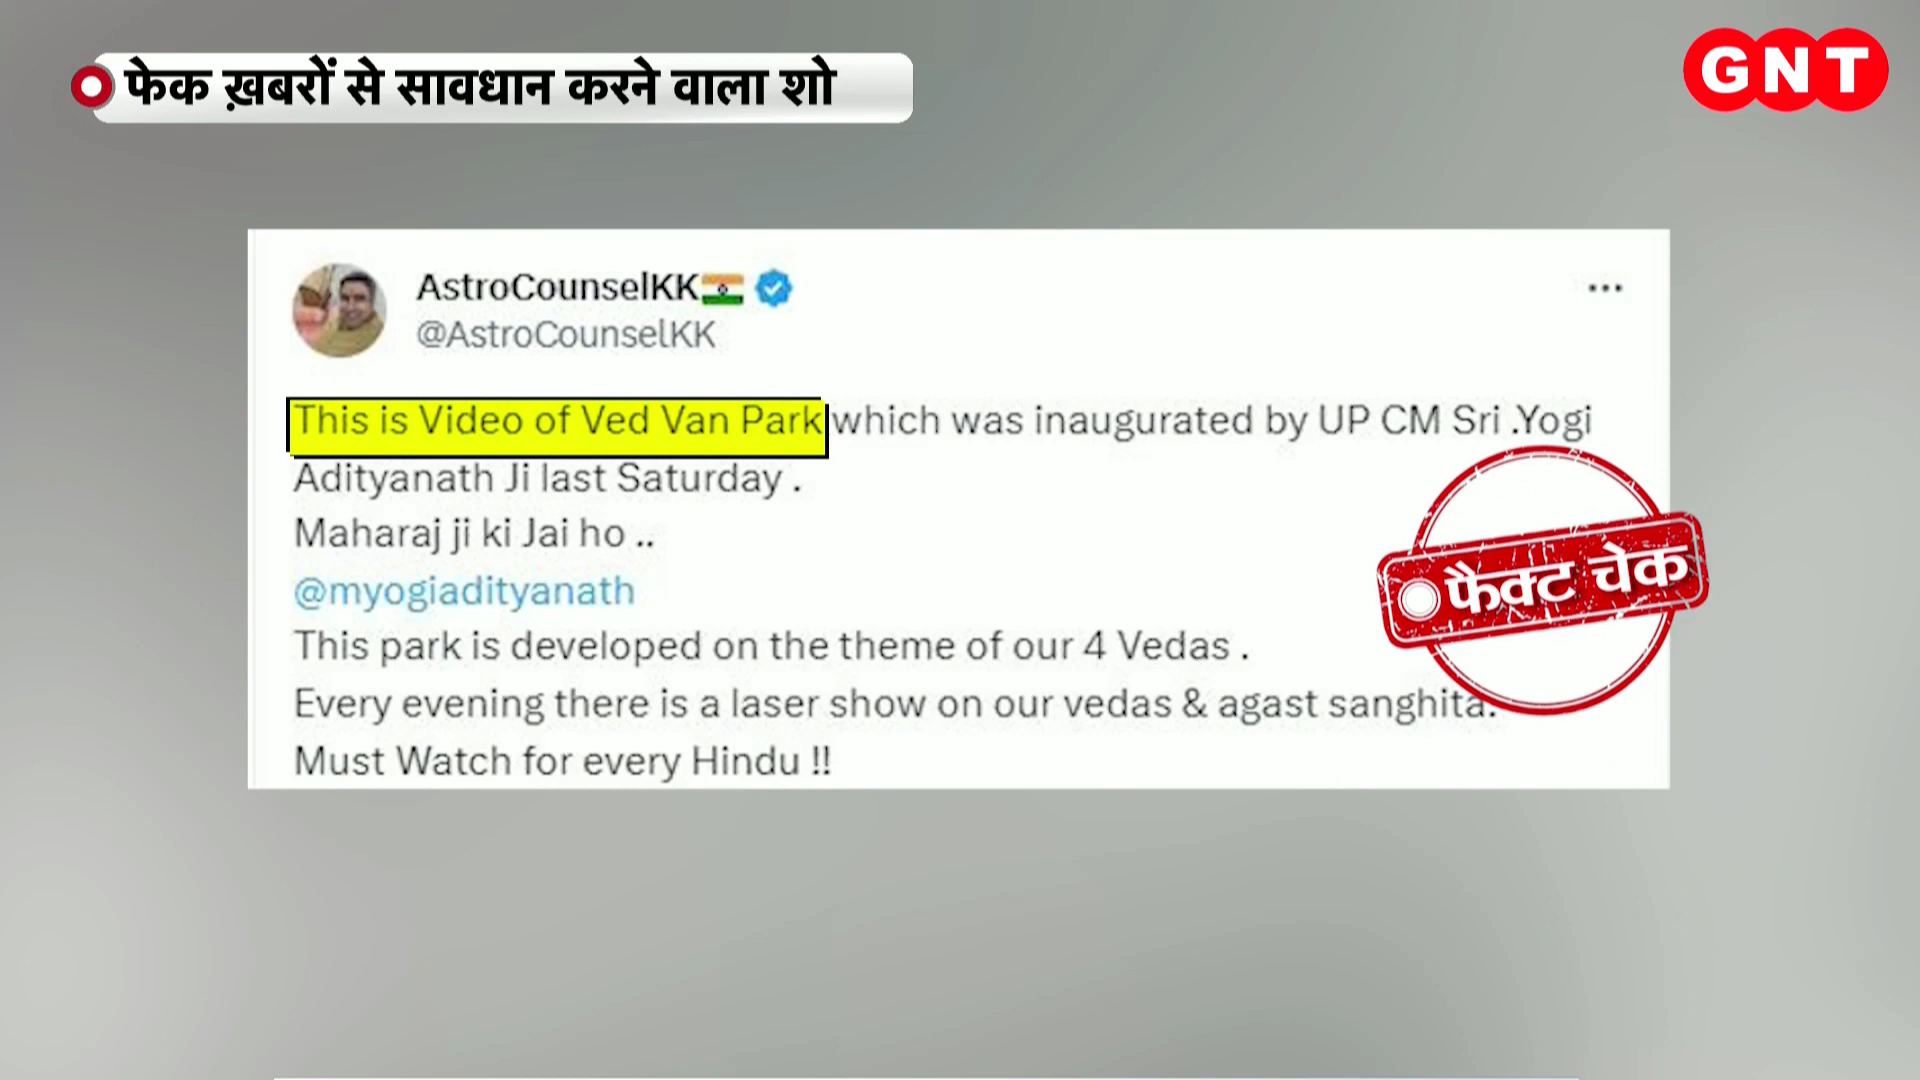 फेक ख़बरों से सावधान करने वाला शो
GNT
AstroCounselKK
@AstroCounselKK
This is Video of Ved Van Park which was inaugurated by UP CM Sri .Yogi
Adityanath Ji last Saturday .
Maharaj ji ki Jai ho ..
@myogiadityanath
फैक्ट चेक
This park is developed on the theme of our 4 Vedas .
Every evening there is a laser show on our vedas & agast sanghita.
Must Watch for every Hindu !!